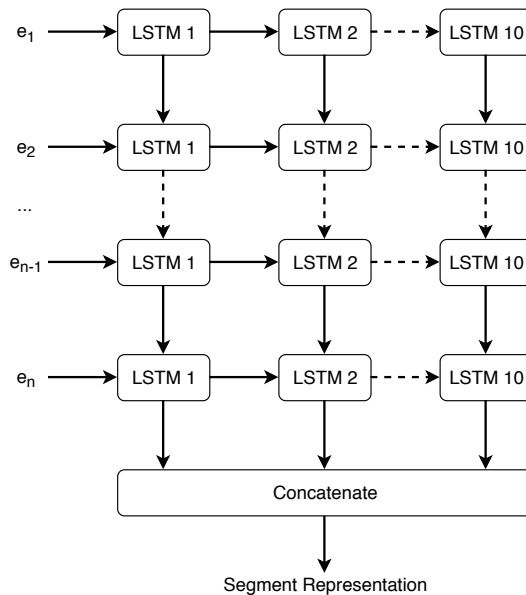 e1 LSTM 1 LSTM 2 LSTM 10
e2 LSTM 1 LSTM 2 LSTM 10
...
en-1 LSTM 1 LSTM 2 LSTM 10
en LSTM 1 LSTM 2 LSTM 10
Concatenate
Segment Representation